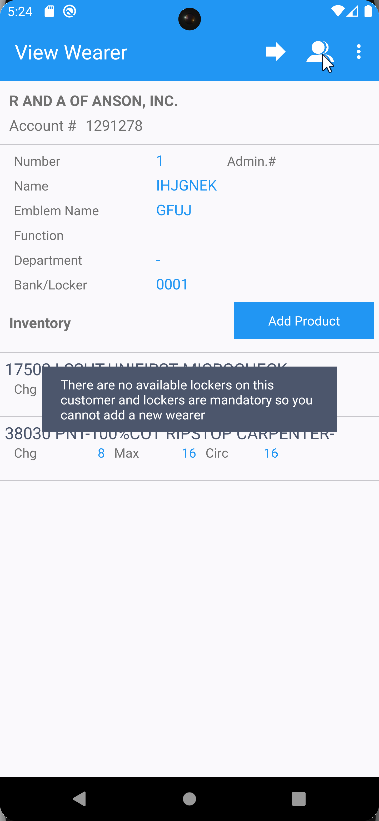 5:24
View Wearer
R AND A OF ANSON, INC.
Account # 1291278
Number 1 Admin.#
Name IHJGNEK
Emblem Name GFUJ
Function
Department -
Bank/Locker 0001
Inventory Add Product
Chg
There are no available lockers on this
customer and lockers are mandatory so you
cannot add a new wearer
38030 PNT-100%COT RIPSTOP CARPENTER-
Chg 8 Max 16 Circ 16